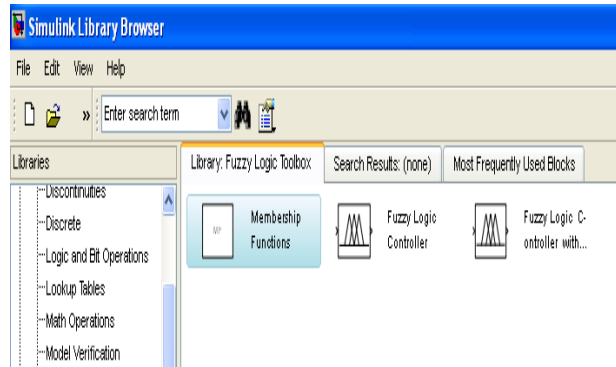 Simulink Library Browser
File Edit View Help
» Enter search term
Libraries
Library: Fuzzy Logic Toolbox Search Results: (none) Most Frequently Used Blocks
Discontinuities
Discrete
Logic and Bit Operations
Lookup Tables
Math Operations
Model Verification
Membership
Functions
Fuzzy Logic
Controller
Fuzzy Logic C-
ontroller with...